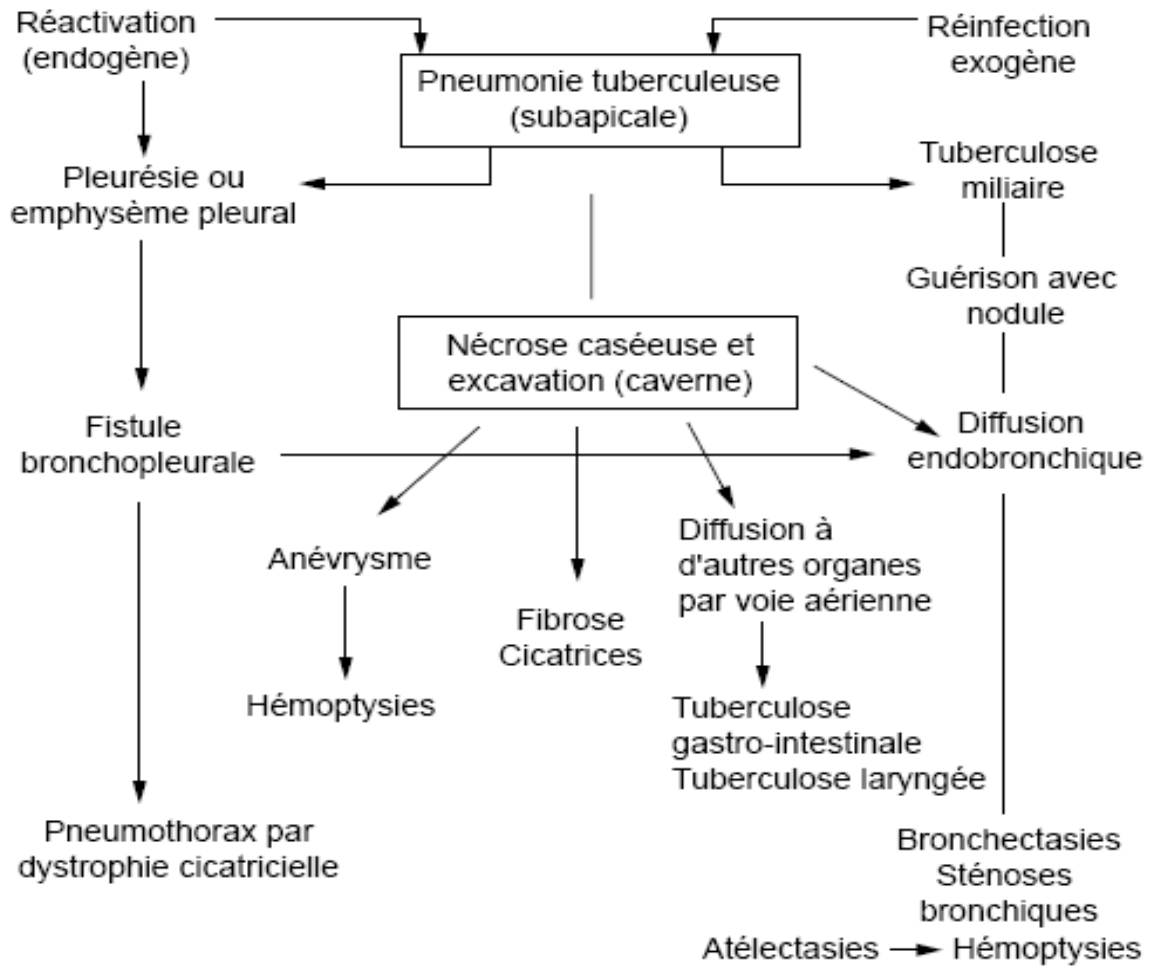 Réactivation
(endogène)
Réinfection
exogène
Pneumonie tuberculeuse
(subapicale)
Pleurésie ou
emphysème pleural
Tuberculose
miliaire
Guérison avec
nodule
Nécrose caséeuse et
excavation (caverne)
Fistule
bronchopleurale
Diffusion
endobronchique
Anévrysme
Fibrose
Cicatrices
Diffusion à
d'autres organes
par voie aérienne
Hémoptysies
Tuberculose
gastro-intestinale
Tuberculose laryngée
Pneumothorax par
dystrophie cicatricielle
Bronchectasies
Sténoses
bronchiques
Atélectasies Hémoptysies